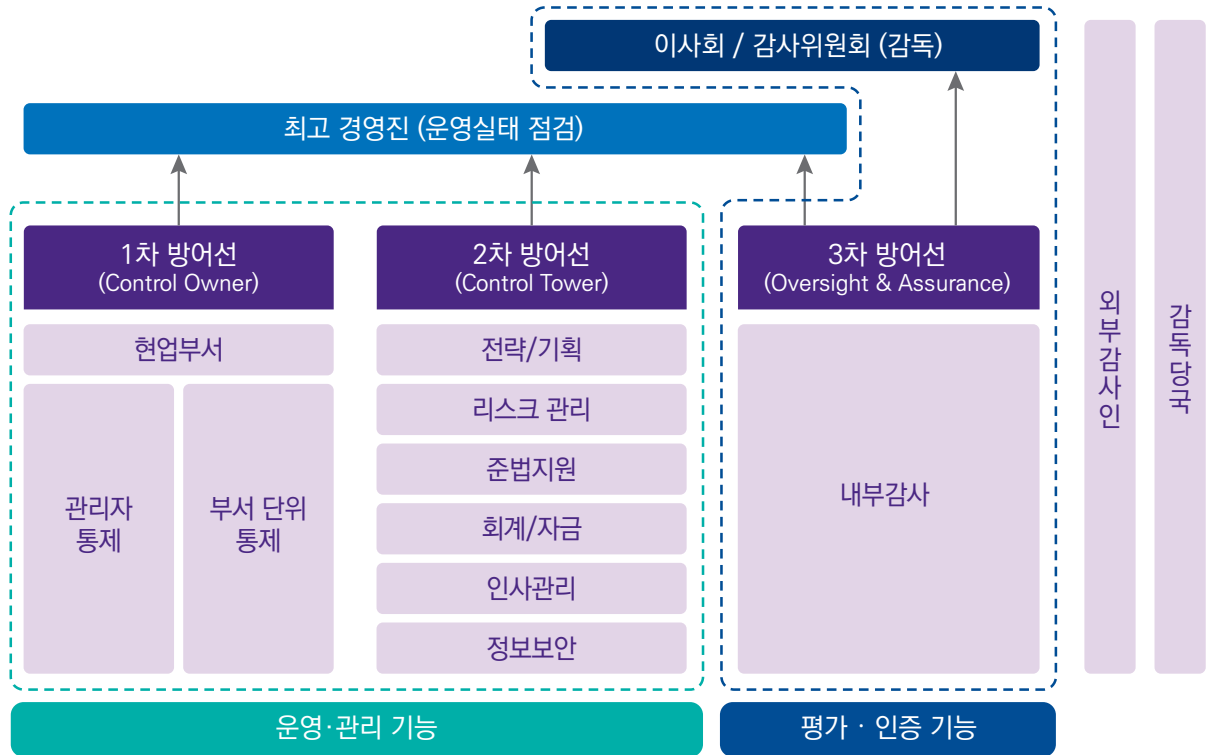 이사회 / 감사위원회 (감독)
최고 경영진 (운영실태 점검)
1차 방어선
(Control Owner)
현업부서
관리자
통제
부서 단위
통제
2차 방어선
(Control Tower)
전략/기획
리스크 관리
준법지원
회계/자금
인사관리
정보보안
3차 방어선
(Oversight & Assurance)
내부감사
외부감사인
감독당국
운영·관리 기능
평가 · 인증 기능